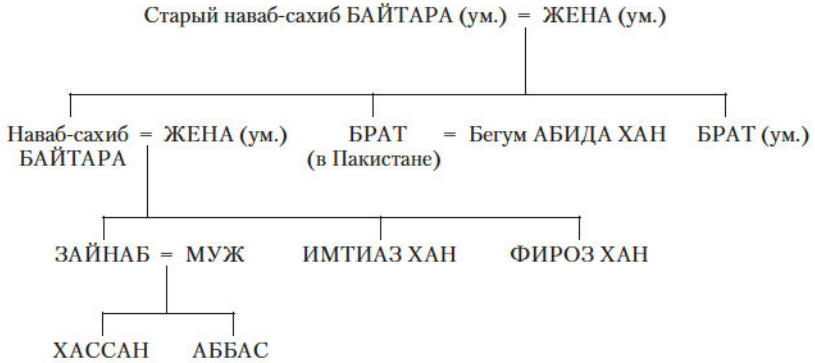 Старый наваб-сахиб БАЙТАРА (ум.) = ЖЕНА (ум.)
Наваб-сахиб = ЖЕНА (ум.) БРАТ = Бегум АБИДА ХАН БРАТ (ум.)
БАЙТАРА (в Пакистане)
ЗАЙНАБ = МУЖ ИМТИАЗ ХАН ФИРОЗ ХАН
ХАССАН АББАС